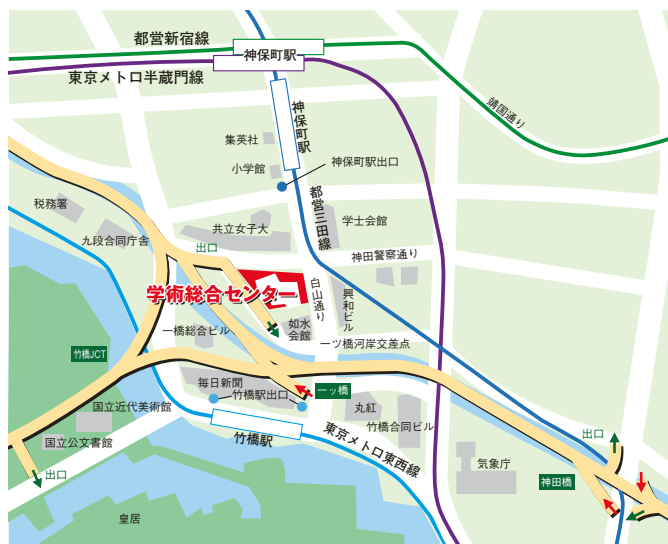 都営新宿線
神保町駅
東京メトロ半蔵門線
靖国通り
神保町駅
集英社
小学館
神保町駅出口
税務署
都営三田線
学士会館
共立女子大
九段合同庁舎
出口
神田警察通り
学術総合センター
白山通り
興和ビル
如水
会館
一橋総合ビル
一ツ橋河岸交差点
竹橋JCT
毎日新聞
竹橋駅出口
一ッ橋
国立近代美術館
丸紅
竹橋合同ビル
竹橋駅
東京メトロ東西線
国立公文書館
出口
出口
気象庁
神田橋
皇居